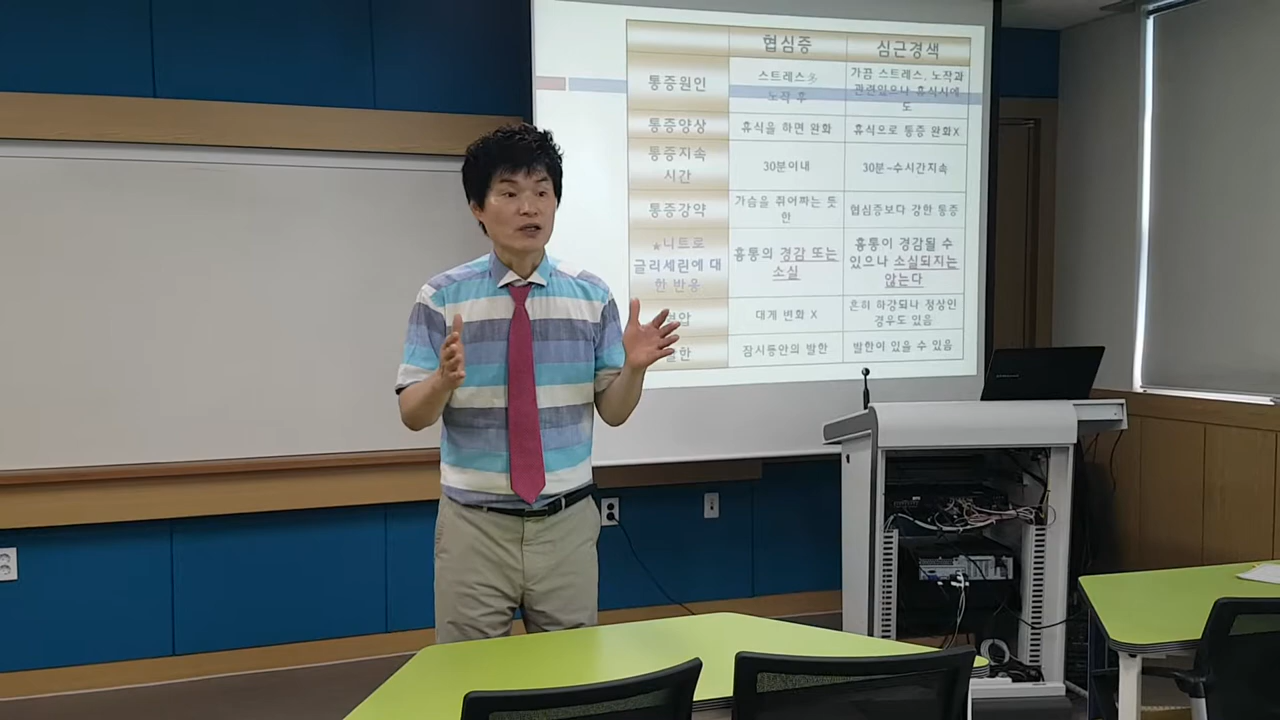 협심증 심근경색
통증원인
스트레스多
노작 후
가끔 스트레스, 노작과
관련있으나 휴식시에
도
통증양상
휴식을 하면 완화
휴식으로 통증 완화X
통증지속
시간
30분이내
30분~수시간지속
통증강약
가슴을 쥐어짜는 듯
한
협심증보다 강한 통증
★니트로
글리세린에 대
한 반응
흉통의 경감 또는
소실
흉통이 경감될 수
있으나 소실되지는
않는다
혈압
대게 변화 X
흔히 하강되나 정상인
경우도 있음
발한
잠시동안의 발한
발한이 있을 수 있음